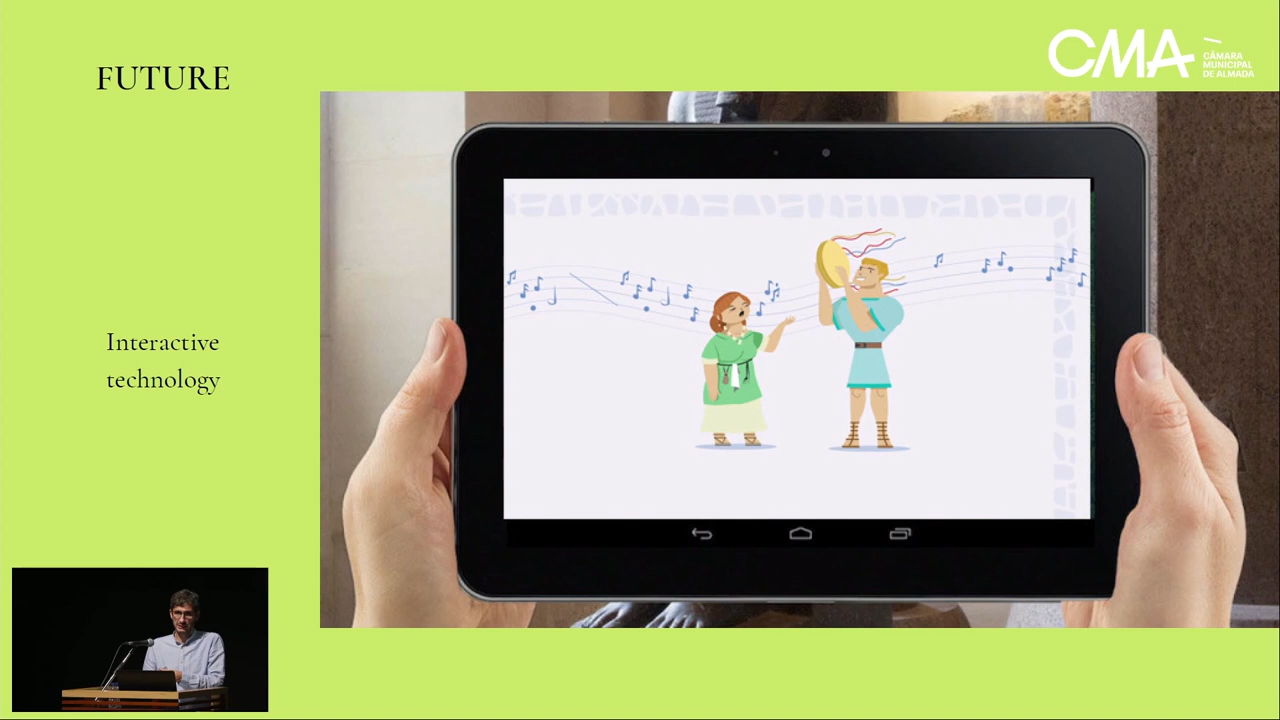 FUTURE
CMA
CÂMARA
MUNICIPAL
DE ALMADA
Interactive
technology